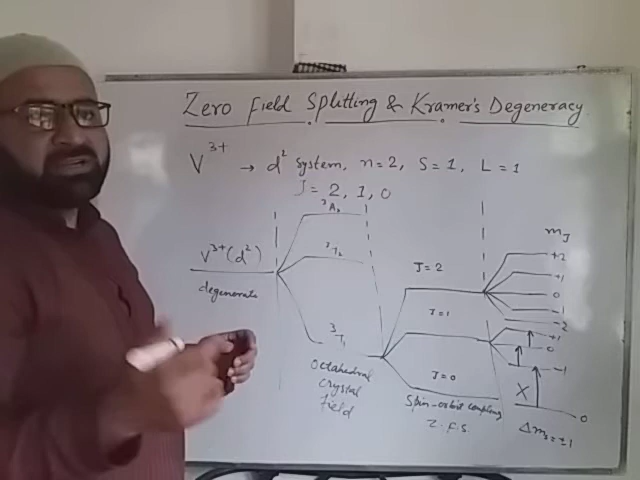 Zero Field Splitting & Kramer's Degeneracy
V³⁺ → d² system, n=2, S=1, L=1
J = 2, 1, 0
³A₂
³T₂
V³⁺(d²)
degenerate
³T₁
Octahedral
Crystal
Field
J=2
J=1
J=0
Spin-orbit coupling
Z.F.S.
mJ
+2
+1
0
-1
-2
+1
0
-1
X
0
Δms=±1